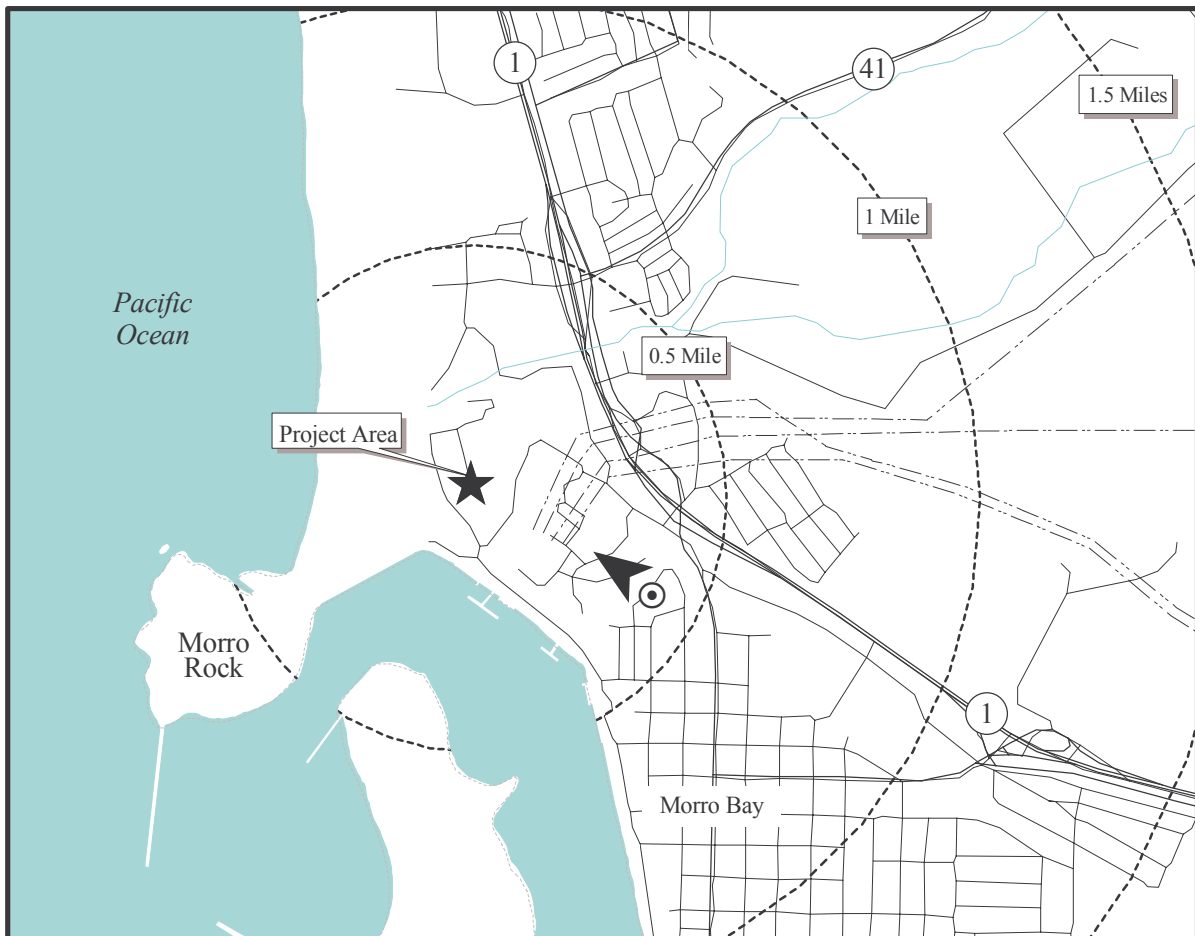 1
41
1.5 Miles
1 Mile
Pacific
Ocean
0.5 Mile
Project Area
Morro
Rock
1
Morro Bay